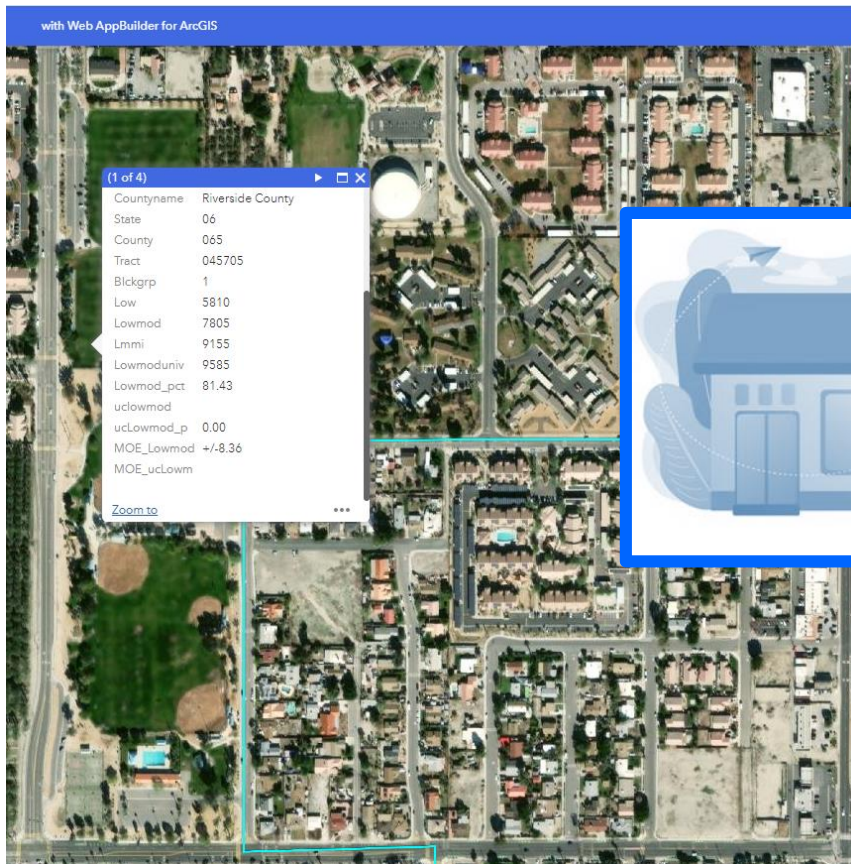 with Web AppBuilder for ArcGIS
(1 of 4)
Countyname Riverside County
State 06
County 065
Tract 045705
Blckgrp 1
Low 5810
Lowmod 7805
Lmmi 9155
Lowmoduniv 9585
Lowmod_pct 81.43
uclowmod
ucLowmod_p 0.00
MOE_Lowmod +/-8.36
MOE_ucLowm
Zoom to